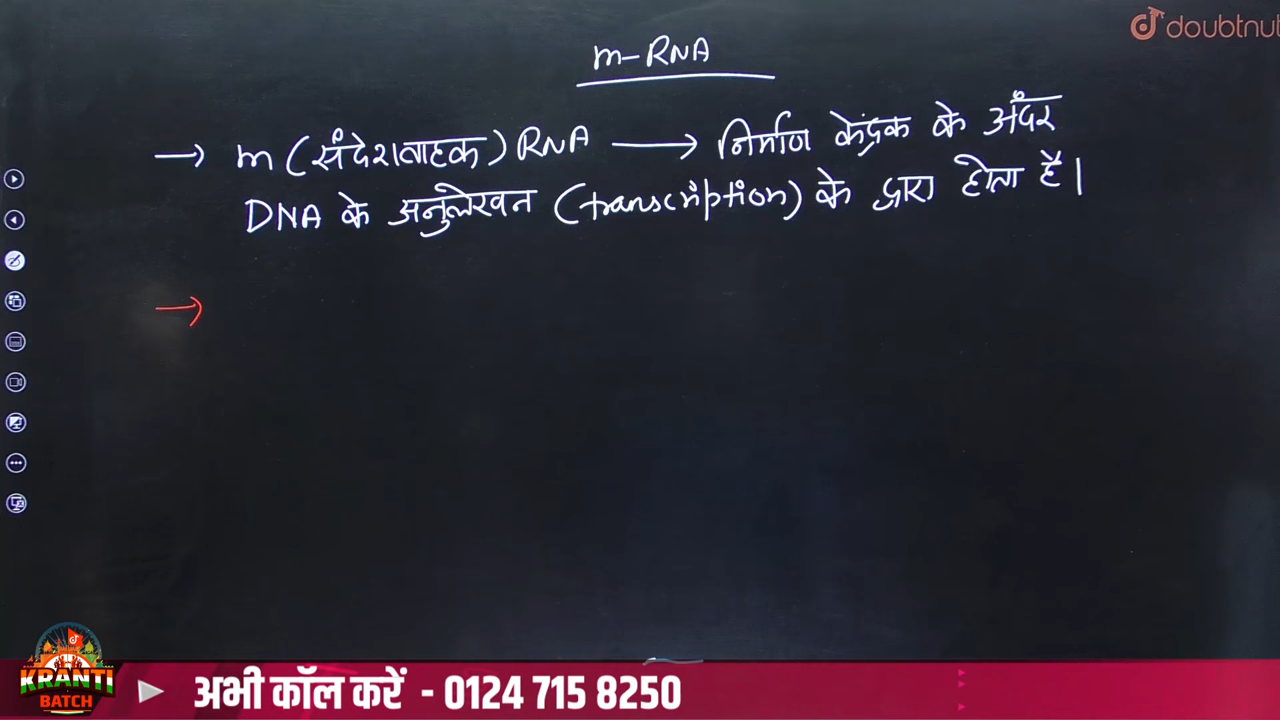 doubtnut
m-RNA
→ m (संदेशवाहक) RNA → निर्माण केंद्रक के अंदर
DNA के अनुलेखन (transcription) के द्वारा होता है।
→
KRANTI
BATCH
अभी कॉल करें - 0124 715 8250